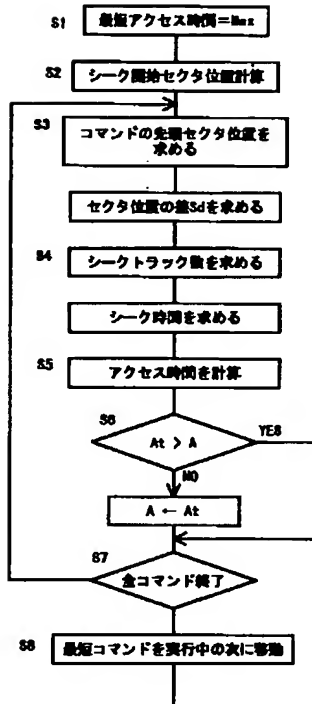 S1
最短アクセス時間=Max
S2
シーク開始セクタ位置計算
S3
コマンドの先頭セクタ位置を
求める
セクタ位置の差Sdを求める
S4
シークトラック数を求める
シーク時間を求める
S5
アクセス時間を計算
S6
At > A
YES
NO
A ← At
S7
全コマンド終了
S8
最短コマンドを実行中の次に移動